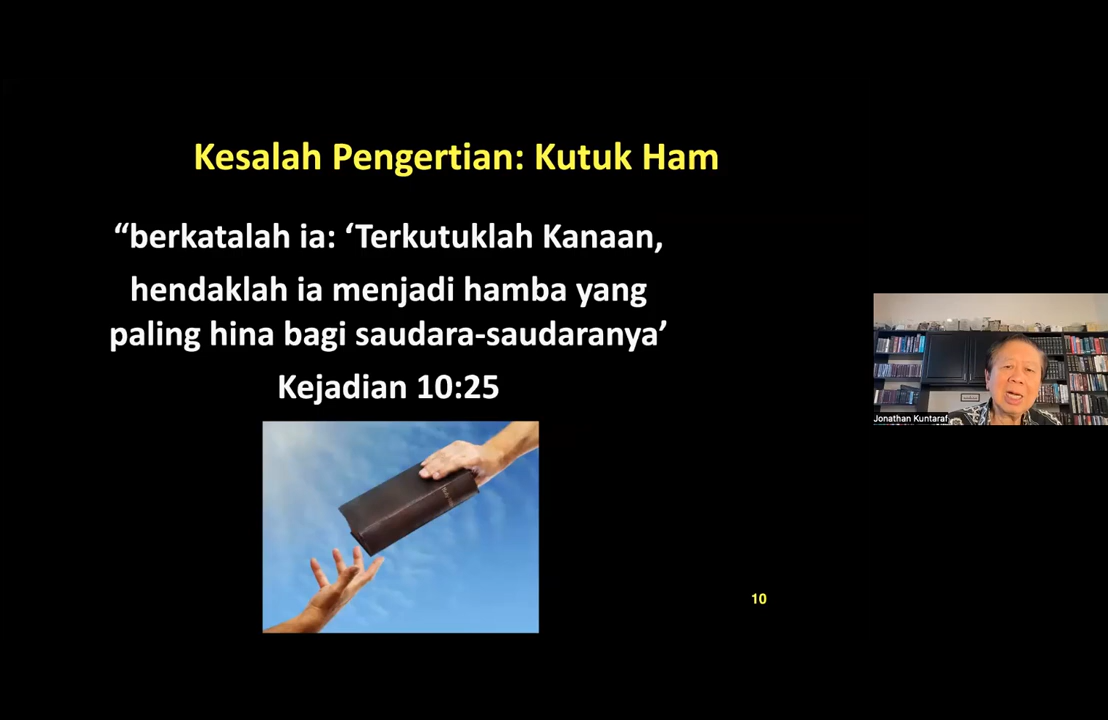 Kesalah Pengertian: Kutuk Ham
“berkatalah ia: ‘Terkutuklah Kanaan,
hendaklah ia menjadi hamba yang
paling hina bagi saudara-saudaranya’
Kejadian 10:25
Jonathan Kuntaraf
10